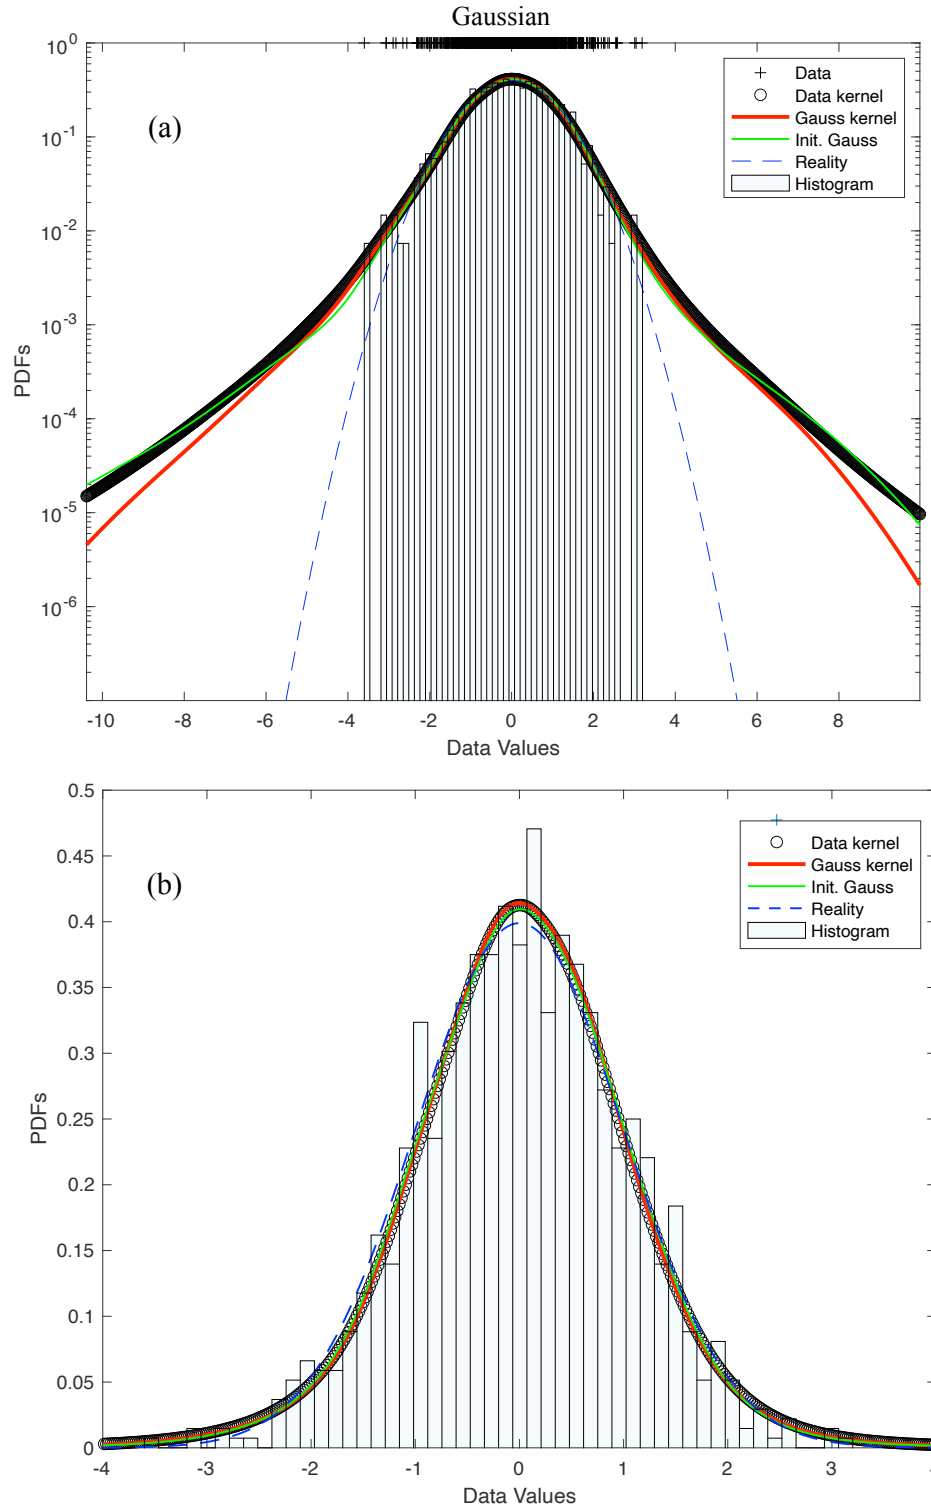 Gaussian
10^0
10^-1
10^-2
10^-3
10^-4
10^-5
10^-6
PDFs
(a)
Data
Data kernel
Gauss kernel
Init. Gauss
Reality
Histogram
-10 -8 -6 -4 -2 0 2 4 6 8
Data Values
0.5
0.45
0.4
0.35
0.3
0.25
0.2
0.15
0.1
0.05
0
PDFs
(b)
Data kernel
Gauss kernel
Init. Gauss
Reality
Histogram
-4 -3 -2 -1 0 1 2 3
Data Values